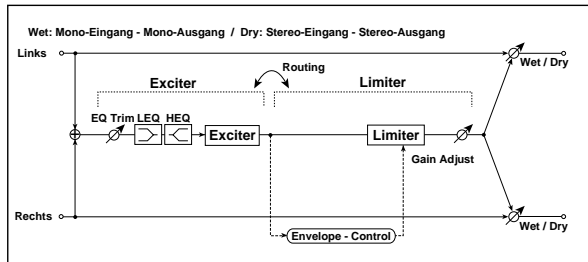 Wet: Mono-Eingang - Mono-Ausgang / Dry: Stereo-Eingang - Stereo-Ausgang
Links
Wet / Dry
Routing
Exciter
Limiter
EQ Trim LEQ HEQ
Exciter
Limiter
Gain Adjust
Rechts
Wet / Dry
Envelope - Control